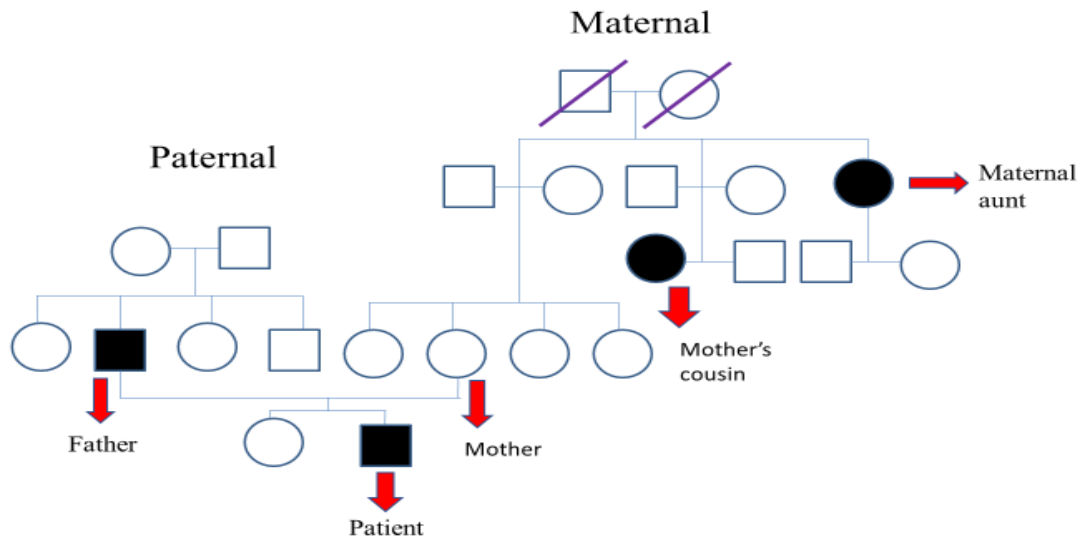 Maternal
Paternal
Maternal
aunt
Mother's
cousin
Father
Mother
Patient